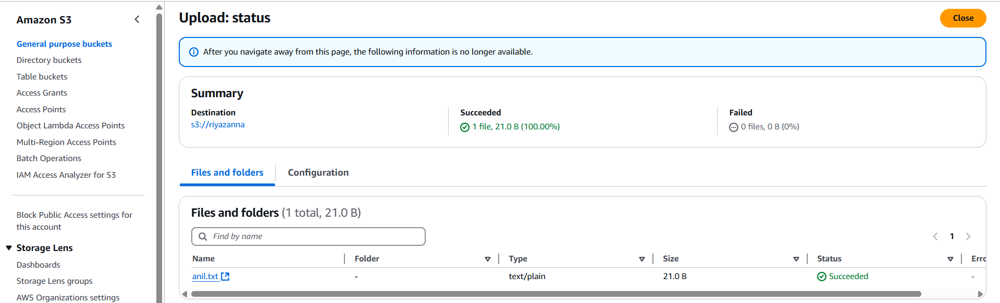 Amazon S3
General purpose buckets
Directory buckets
Table buckets
Access Grants
Access Points
Object Lambda Access Points
Multi-Region Access Points
Batch Operations
IAM Access Analyzer for S3
Block Public Access settings for
this account
Storage Lens
Dashboards
Storage Lens groups
AWS Organizations settings
Upload: status
Close
After you navigate away from this page, the following information is no longer available.
Summary
Destination
s3://riyazanna
Succeeded
1 file, 21.0 B (100.00%)
Failed
0 files, 0 B (0%)
Files and folders
Configuration
Files and folders (1 total, 21.0 B)
Find by name
1
Name Folder Type Size Status Erro
anil.txt - text/plain 21.0 B Succeeded -